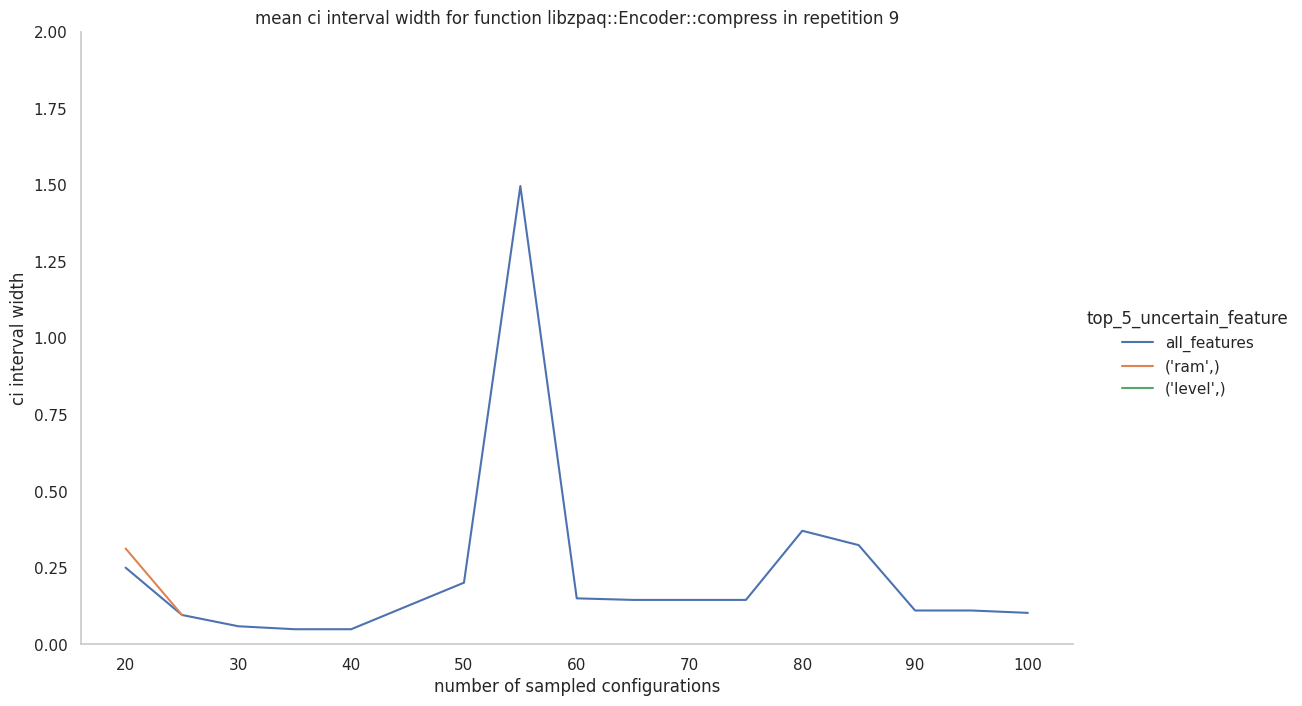 mean ci interval width for function libzpaq::Encoder::compress in repetition 9
2.00
1.75
1.50
1.25
1.00
0.75
0.50
0.25
0.00
ci interval width
20 30 40 50 60 70 80 90 100
number of sampled configurations
top_5_uncertain_feature
all_features
('ram',)
('level',)